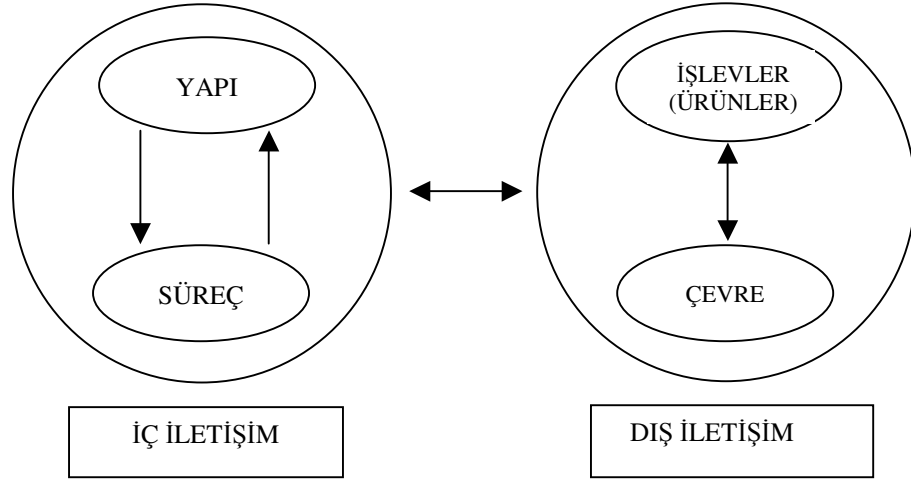 YAPI
SÜREÇ
İÇ İLETİŞİM
İŞLEVLER
(ÜRÜNLER)
ÇEVRE
DIŞ İLETİŞİM